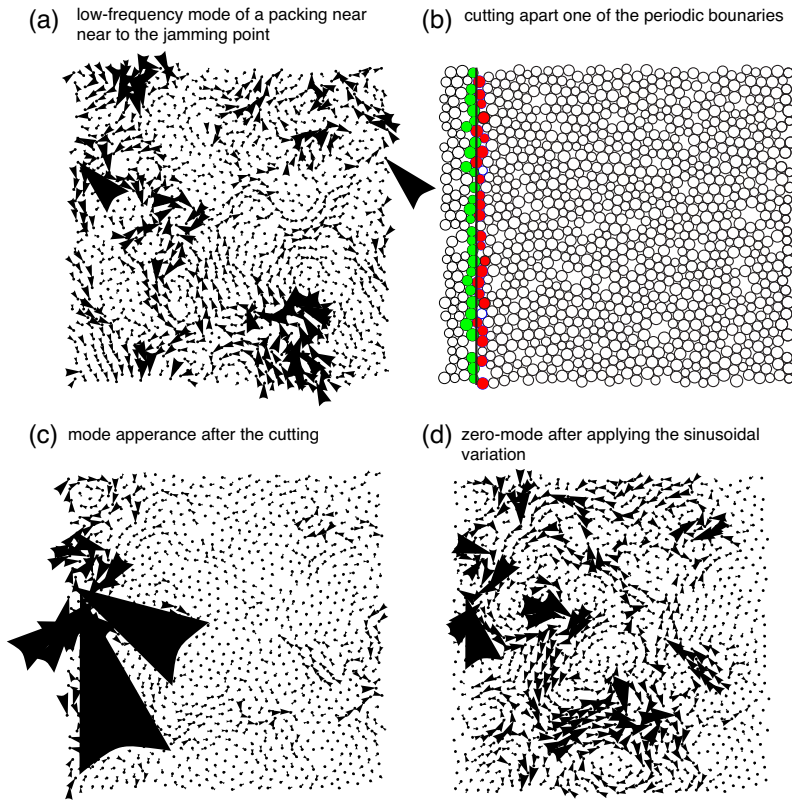 (a) low-frequency mode of a packing near
near to the jamming point
(b) cutting apart one of the periodic bounaries
(c) mode apperance after the cutting
(d) zero-mode after applying the sinusoidal
variation